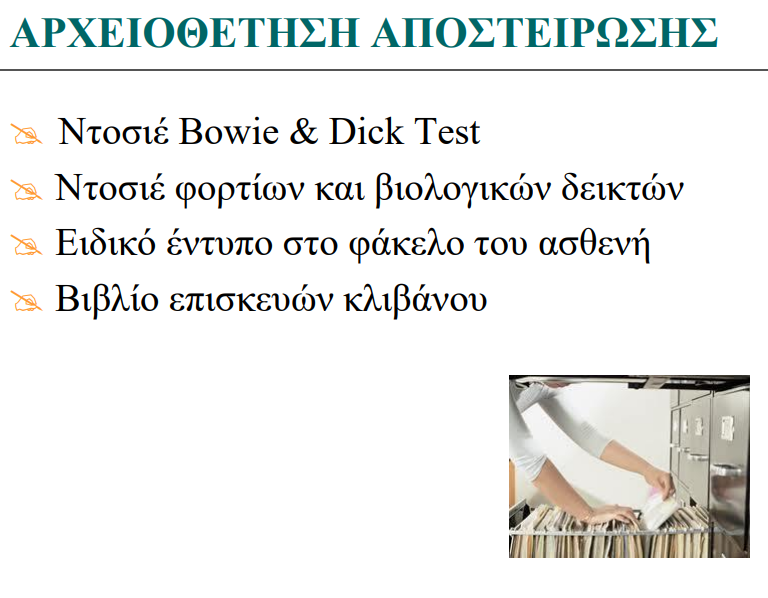 ΑΡΧΕΙΟΘΕΤΗΣΗ ΑΠΟΣΤΕΙΡΩΣΗΣ
Ντοσιέ Bowie & Dick Test
Ντοσιέ φορτίων και βιολογικών δεικτών
Ειδικό έντυπο στο φάκελο του ασθενή
Βιβλίο επισκευών κλιβάνου